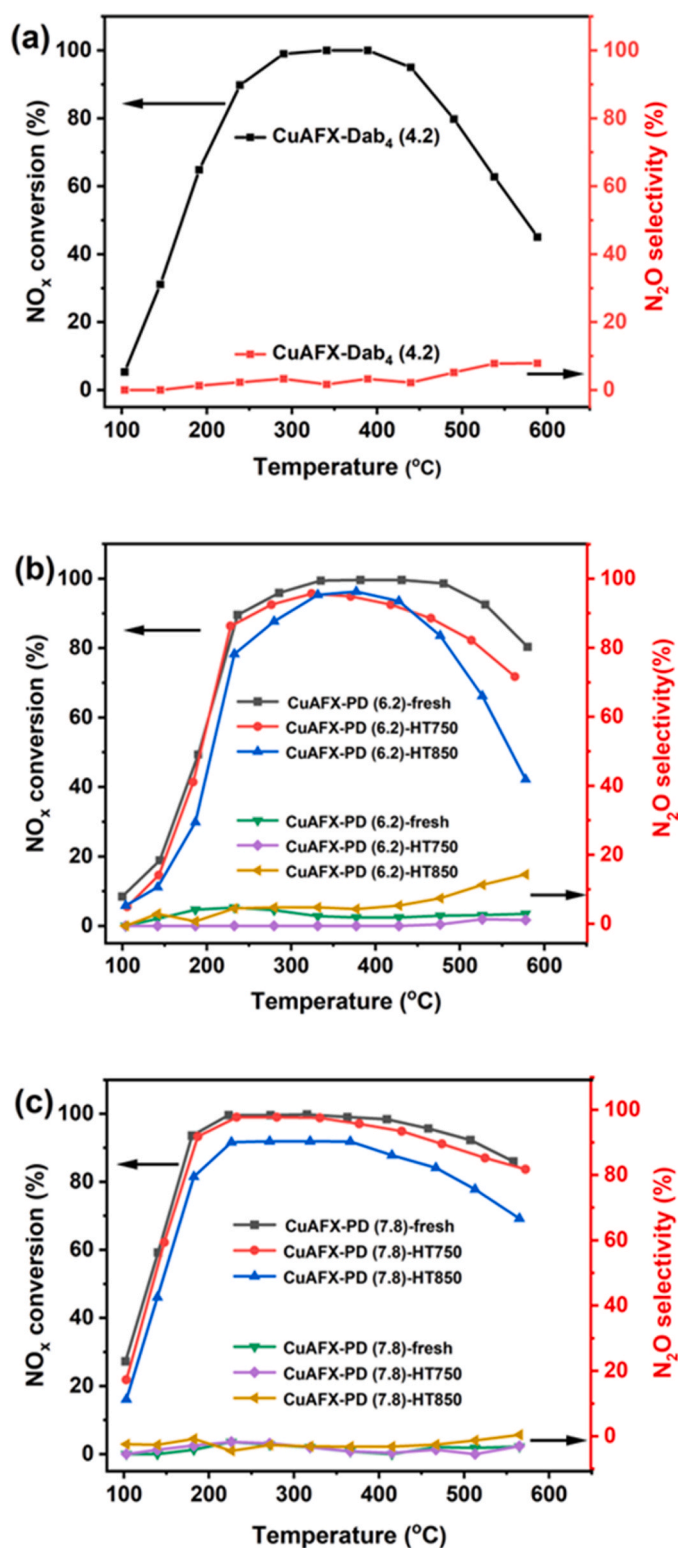 (a)
100
80
60
40
20
0
NOx conversion (%)
CuAFX-Dab4 (4.2)
CuAFX-Dab4 (4.2)
100
80
60
40
20
0
N2O selectivity (%)
100 200 300 400 500 600
Temperature (oC)
(b)
100
80
60
40
20
0
NOx conversion (%)
CuAFX-PD (6.2)-fresh
CuAFX-PD (6.2)-HT750
CuAFX-PD (6.2)-HT850
CuAFX-PD (6.2)-fresh
CuAFX-PD (6.2)-HT750
CuAFX-PD (6.2)-HT850
100
80
60
40
20
0
N2O selectivity(%)
100 200 300 400 500 600
Temperature (oC)
(c)
100
80
60
40
20
0
NOx conversion (%)
CuAFX-PD (7.8)-fresh
CuAFX-PD (7.8)-HT750
CuAFX-PD (7.8)-HT850
CuAFX-PD (7.8)-fresh
CuAFX-PD (7.8)-HT750
CuAFX-PD (7.8)-HT850
100
80
60
40
20
0
N2O selectivity (%)
100 200 300 400 500 600
Temperature (oC)